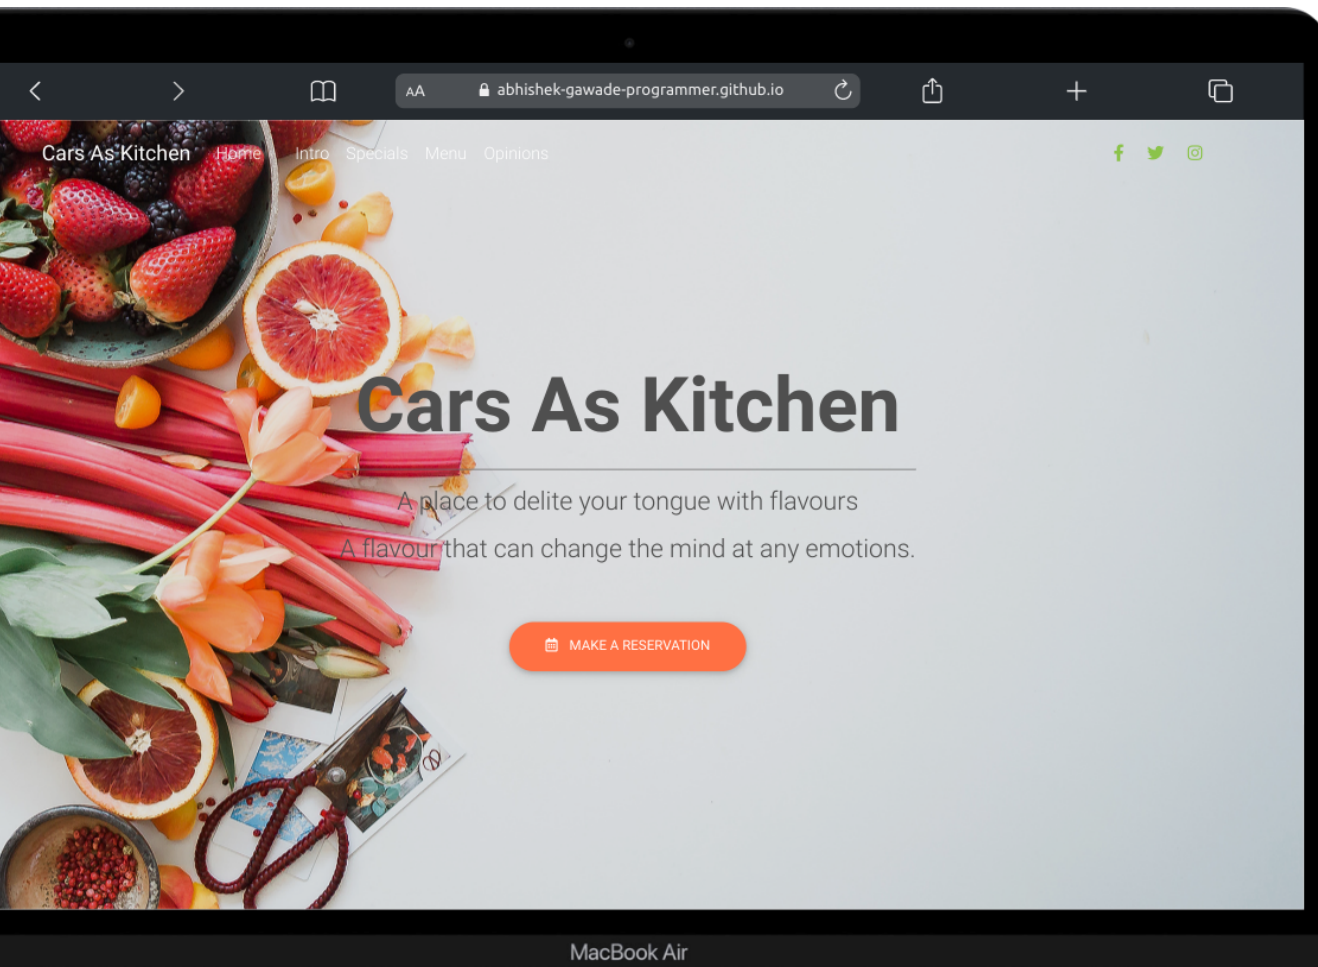 AA abhishek-gawade-programmer.github.io
Cars As Kitchen Home Intro Specials Menu Opinions
Cars As Kitchen
A place to delite your tongue with flavours
A flavour that can change the mind at any emotions.
MAKE A RESERVATION
MacBook Air